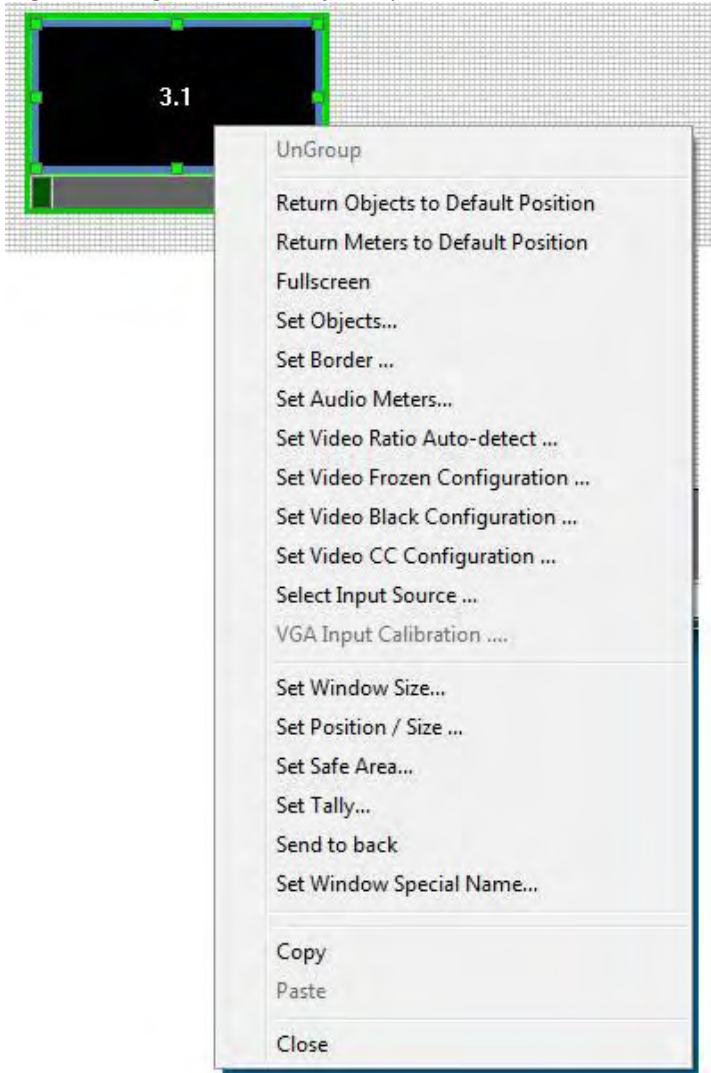 3.1
UnGroup
Return Objects to Default Position
Return Meters to Default Position
Fullscreen
Set Objects...
Set Border ...
Set Audio Meters...
Set Video Ratio Auto-detect ...
Set Video Frozen Configuration ...
Set Video Black Configuration ...
Set Video CC Configuration ...
Select Input Source ...
VGA Input Calibration ....
Set Window Size...
Set Position / Size ...
Set Safe Area...
Set Tally...
Send to back
Set Window Special Name...
Copy
Paste
Close